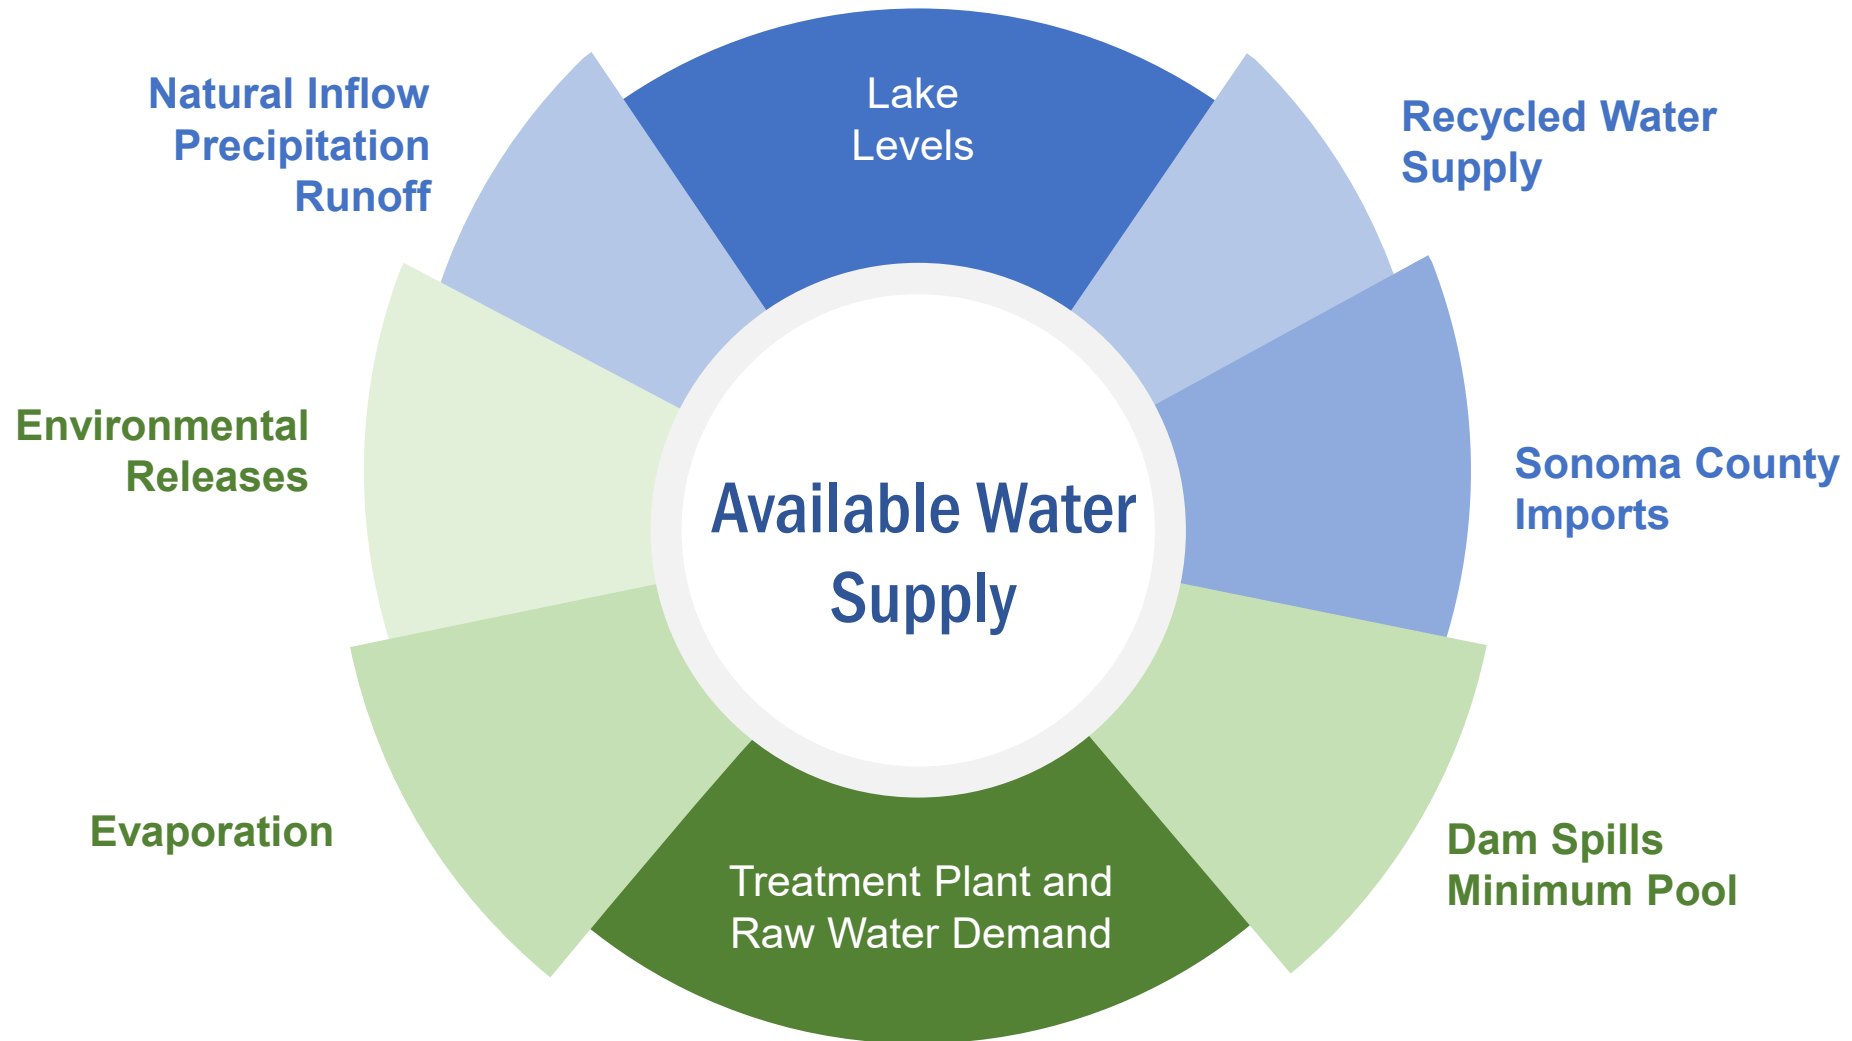 Lake
Levels
Natural Inflow
Precipitation
Runoff
Recycled Water
Supply
Environmental
Releases
Sonoma County
Imports
Available Water
Supply
Evaporation
Dam Spills
Minimum Pool
Treatment Plant and
Raw Water Demand